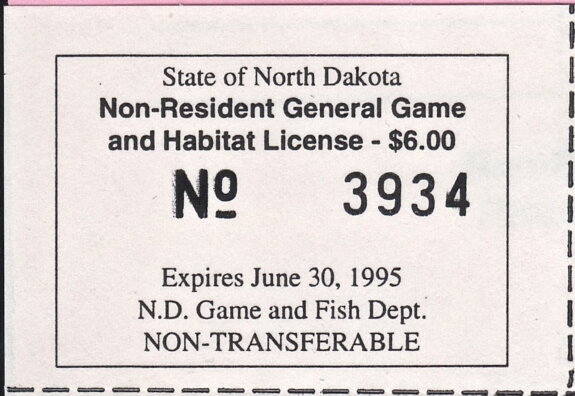 State of North Dakota
Non-Resident General Game
and Habitat License - $6.00
Nº 3934
Expires June 30, 1995
N.D. Game and Fish Dept.
NON-TRANSFERABLE